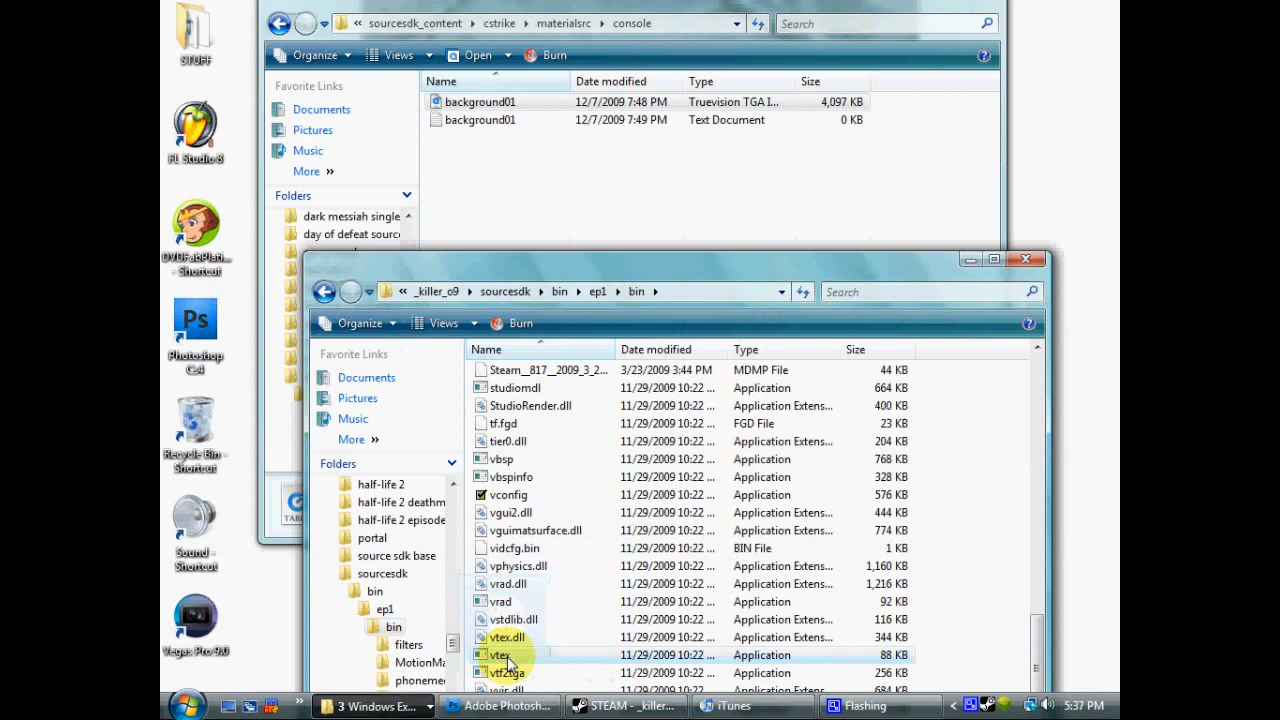 STUFF
FL Studio 8
DVDFabPlati...
- Shortcut
Ps
Photoshop
Cs4
Recycle Bin -
Shortcut
Sound -
Shortcut
Vegas Pro 9.0
« sourcesdk_content cstrike materialsrc console
Search
Organize Views Open Burn
Favorite Links
Documents
Pictures
Music
More »
Folders
dark messiah single
day of defeat source
Name Date modified Type Size
background01 12/7/2009 7:48 PM Truevision TGA I... 4,097 KB
background01 12/7/2009 7:49 PM Text Document 0 KB
« _killer_o9 sourcesdk bin ep1 bin
Search
Organize Views Burn
Favorite Links
Documents
Pictures
Music
More »
Folders
half-life 2
half-life 2 deathm
half-life 2 episode
portal
source sdk base
sourcesdk
bin
ep1
bin
filters
MotionMa
phoneme
Name Date modified Type Size
Steam__817__2009_3_2... 3/23/2009 3:44 PM MDMP File 44 KB
studiomdl 11/29/2009 10:22 ... Application 664 KB
StudioRender.dll 11/29/2009 10:22 ... Application Extens... 400 KB
tf.fgd 11/29/2009 10:22 ... FGD File 23 KB
tier0.dll 11/29/2009 10:22 ... Application Extens... 204 KB
vbsp 11/29/2009 10:22 ... Application 768 KB
vbspinfo 11/29/2009 10:22 ... Application 328 KB
vconfig 11/29/2009 10:22 ... Application 576 KB
vgui2.dll 11/29/2009 10:22 ... Application Extens... 444 KB
vguimatsurface.dll 11/29/2009 10:22 ... Application Extens... 774 KB
vidcfg.bin 11/29/2009 10:22 ... BIN File 1 KB
vphysics.dll 11/29/2009 10:22 ... Application Extens... 1,160 KB
vrad.dll 11/29/2009 10:22 ... Application Extens... 1,216 KB
vrad 11/29/2009 10:22 ... Application 92 KB
vstdlib.dll 11/29/2009 10:22 ... Application Extens... 116 KB
vtex.dll 11/29/2009 10:22 ... Application Extens... 344 KB
vtex 11/29/2009 10:22 ... Application 88 KB
vtf2tga 11/29/2009 10:22 ... Application 256 KB
vvis.dll 11/29/2009 10:22 ... Application Extens... 684 KB
» 3 Windows Ex... Adobe Photosh... STEAM - _killer... iTunes Flashing < 5:37 PM